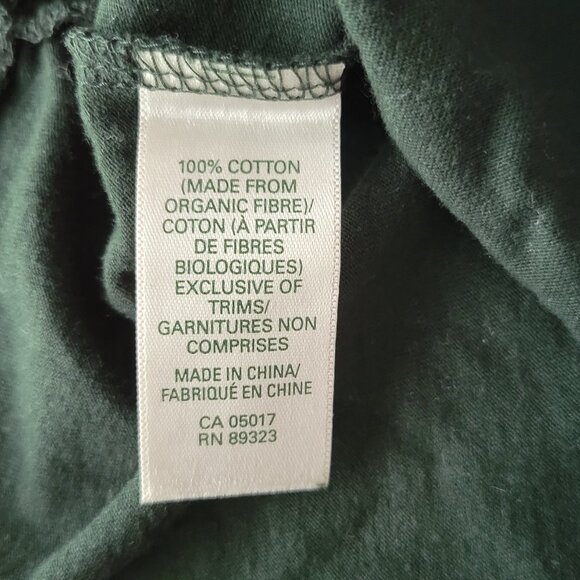 100% COTTON
(MADE FROM
ORGANIC FIBRE)/
COTON (À PARTIR
DE FIBRES
BIOLOGIQUES)
EXCLUSIVE OF
TRIMS/
GARNITURES NON
COMPRISES
MADE IN CHINA/
FABRIQUÉ EN CHINE
CA 05017
RN 89323